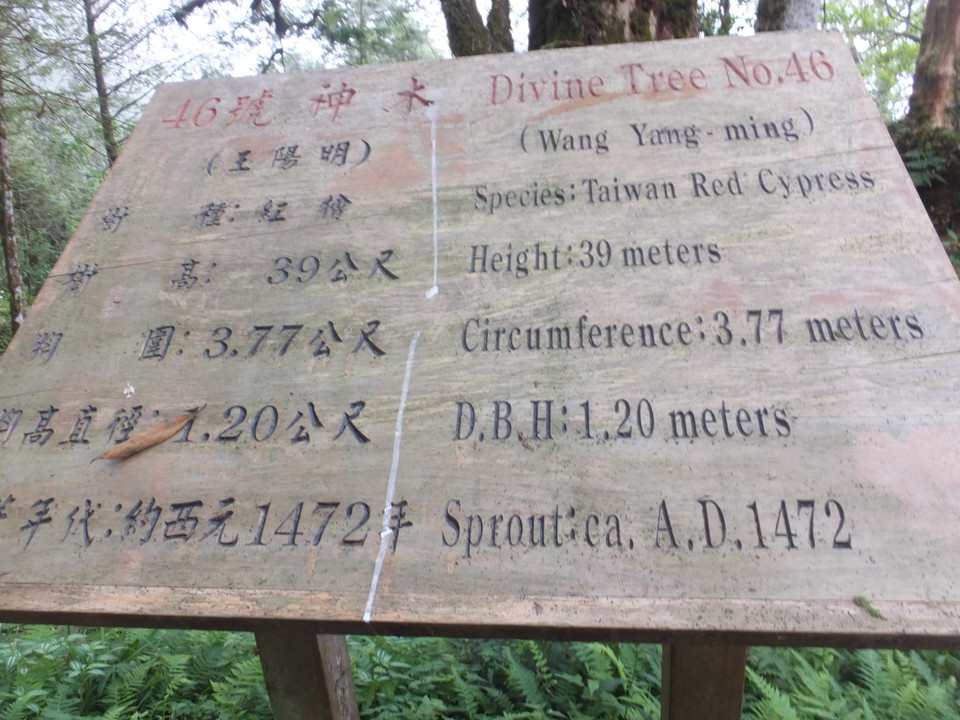 46號 神木
(王陽明)
樹 種: 紅檜
樹 高: 39公尺
胸 圍: 3.77公尺
胸高直徑:1.20公尺
年代:約西元1472年
Divine Tree No.46
(Wang Yang-ming)
Species:Taiwan Red Cypress
Height:39 meters
Circumference:3.77 meters
D.B.H:1.20 meters
Sprout:ca. A.D.1472